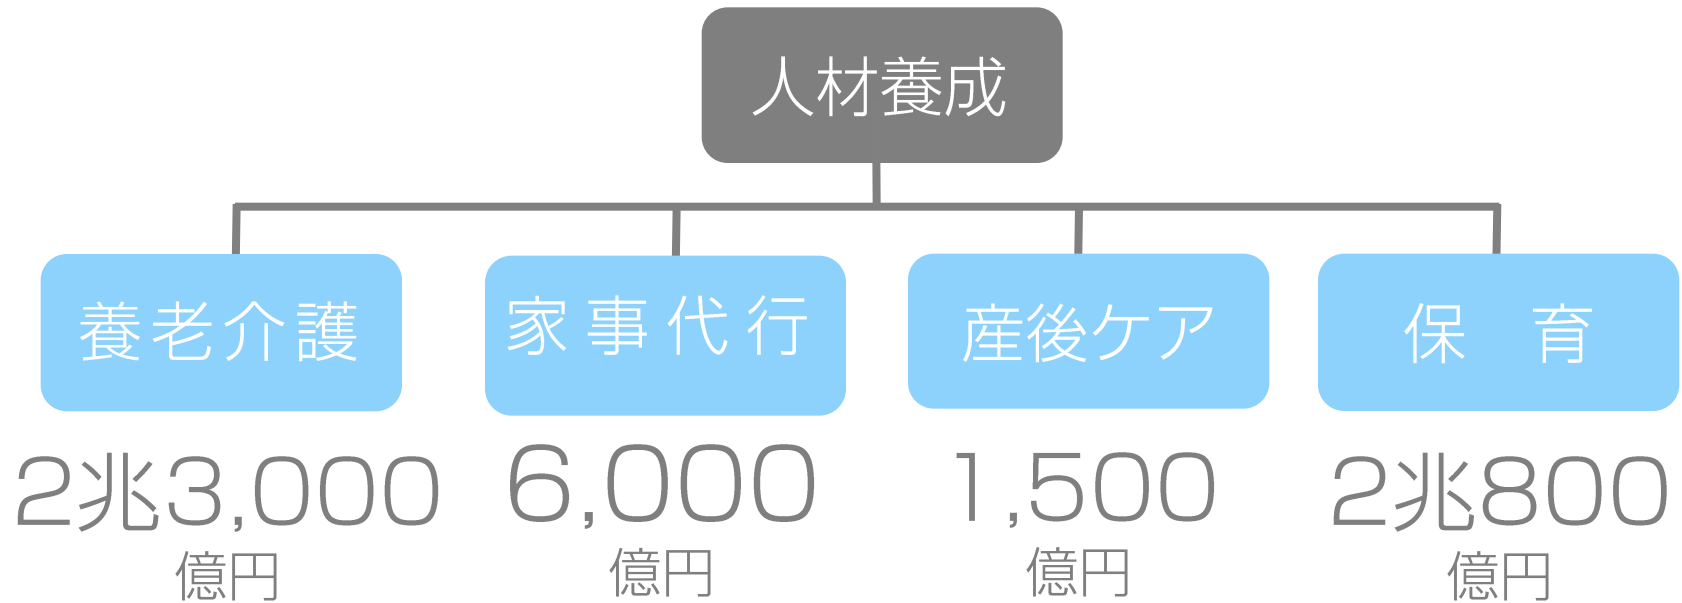 人材養成
養老介護
家事代行
産後ケア
保育
2兆3,000
億円
6,000
億円
1,500
億円
2兆800
億円